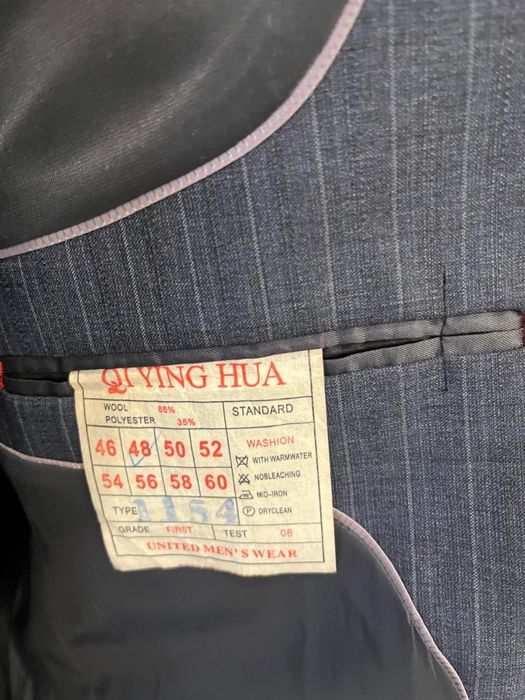 QI YING HUA
WOOL 65%
POLYESTER 35%
STANDARD
46 48 50 52
54 56 58 60
WASHION
WITH WARMWATER
NOBLEACHING
MID-IRON
P DRYCLEAN
TYPE 1154
GRADE FIRST TEST 08
UNITED MEN'S WEAR